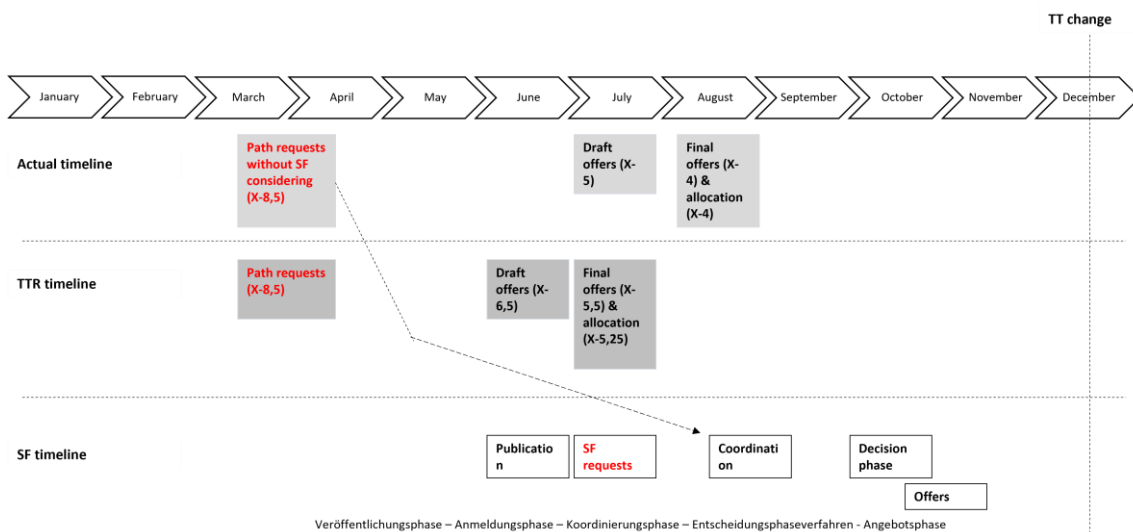 TT change
January
February
March
April
May
June
July
August
September
October
November
December
Actual timeline
Path requests
without SF
considering
(X-8,5)
Draft
offers (X-
5)
Final
offers (X-
4) &
allocation
(X-4)
TTR timeline
Path requests
(X-8,5)
Draft
offers (X-
6,5)
Final
offers (X-
5,5) &
allocation
(X-5,25)
SF timeline
Publicatio
n
SF
requests
Coordinati
on
Decision
phase
Offers
Veröffentlichungsphase – Anmeldungsphase – Koordinierungsphase – Entscheidungsphaseverfahren - Angebotsphase